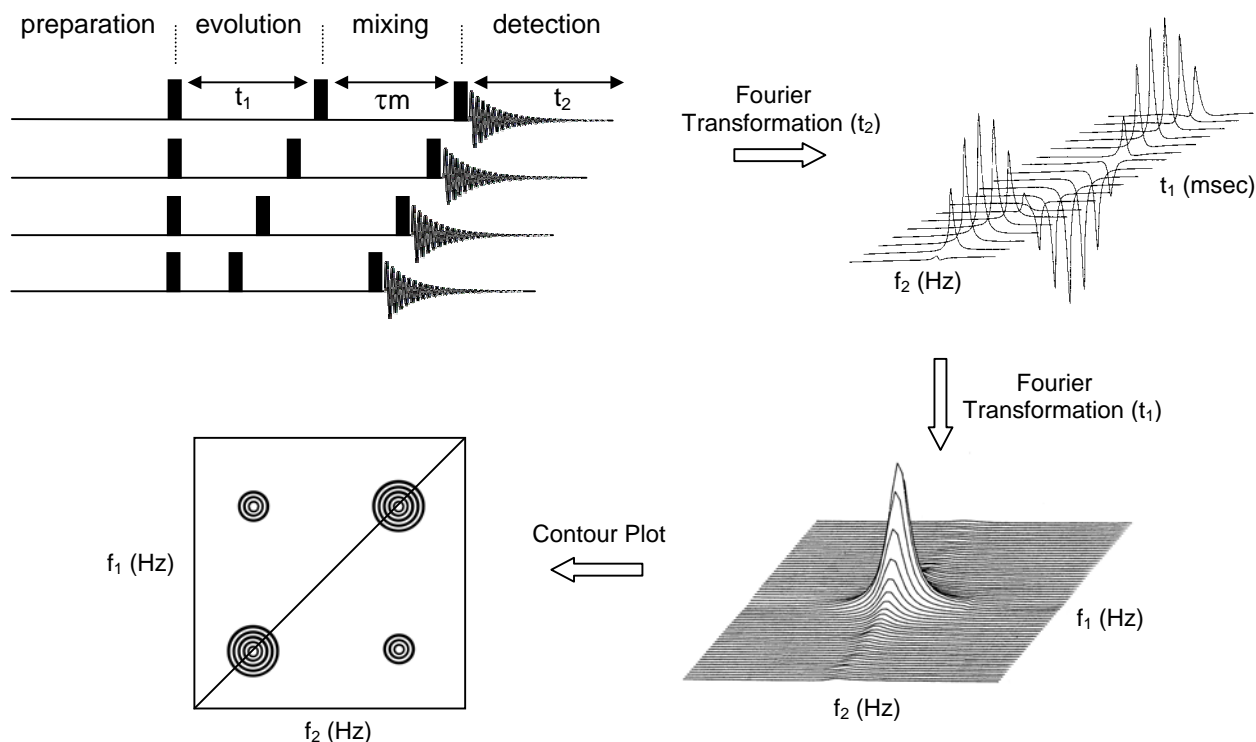 preparation evolution mixing detection
t₁ τm t₂
Fourier
Transformation (t₂)
t₁ (msec)
f₂ (Hz)
Fourier
Transformation (t₁)
f₁ (Hz)
f₂ (Hz)
Contour Plot
f₁ (Hz)
f₂ (Hz)